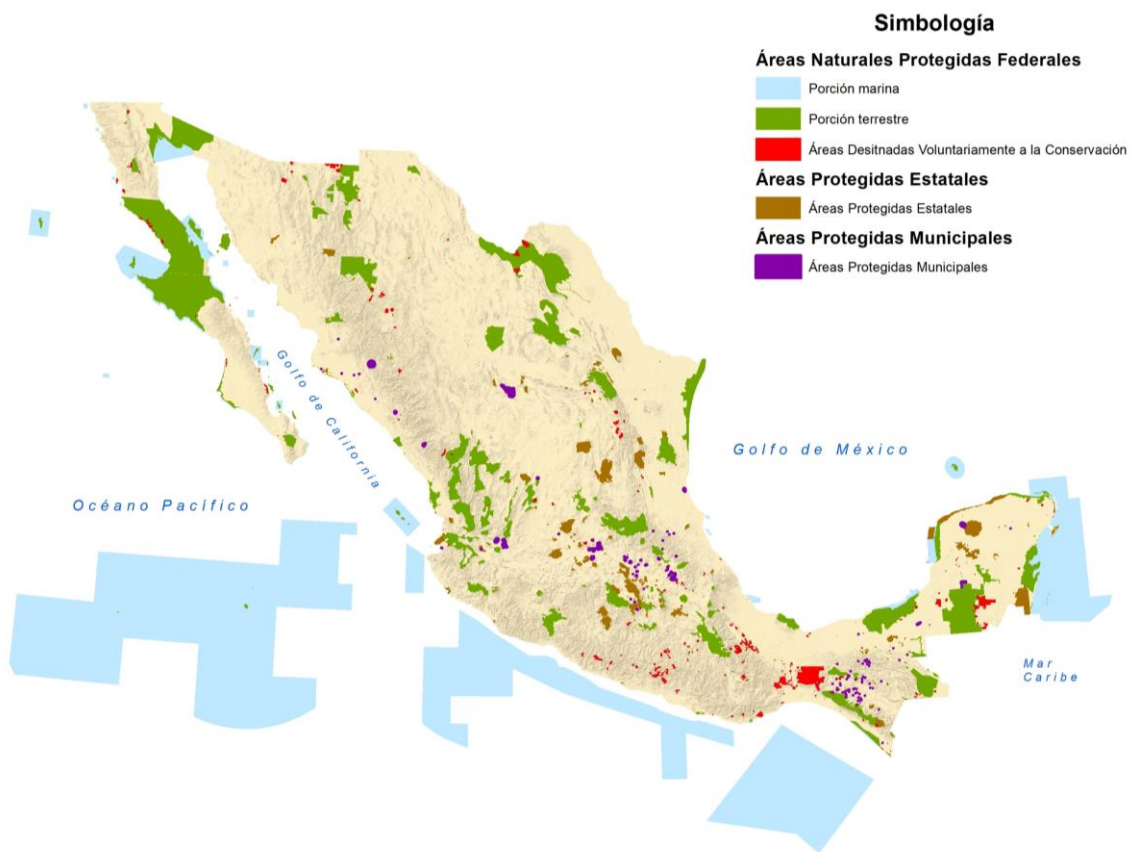 Simbología
Áreas Naturales Protegidas Federales
Porción marina
Porción terrestre
Áreas Desitnadas Voluntariamente a la Conservación
Áreas Protegidas Estatales
Áreas Protegidas Estatales
Áreas Protegidas Municipales
Áreas Protegidas Municipales
Golfo de California
Golfo de México
Océano Pacífico
Mar
Caribe